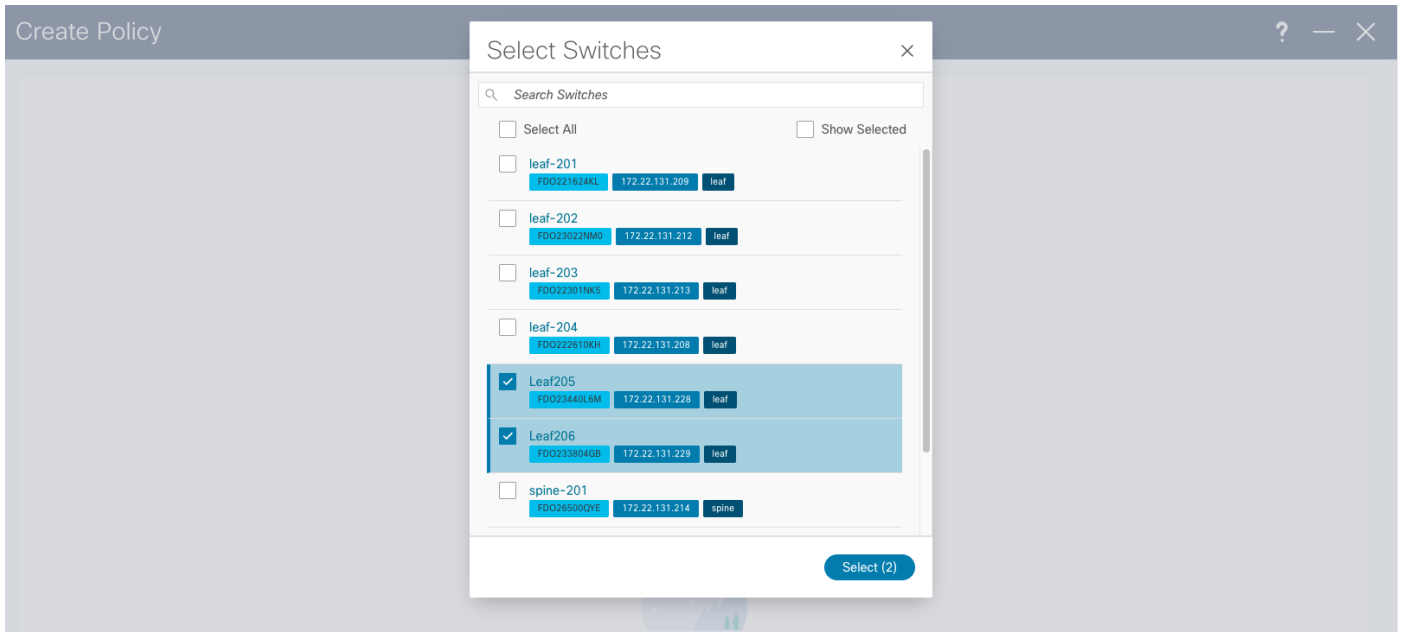 Create Policy
?
Select Switches
Search Switches
Select All Show Selected
leaf-201
FDO221624KL 172.22.131.209 leaf
leaf-202
FDO23022NM0 172.22.131.212 leaf
leaf-203
FDO22301NK5 172.22.131.213 leaf
leaf-204
FDO222610KH 172.22.131.208 leaf
Leaf205
FDO23440L6M 172.22.131.228 leaf
Leaf206
FDO233804GB 172.22.131.229 leaf
spine-201
FDO26500QYE 172.22.131.214 spine
Select (2)